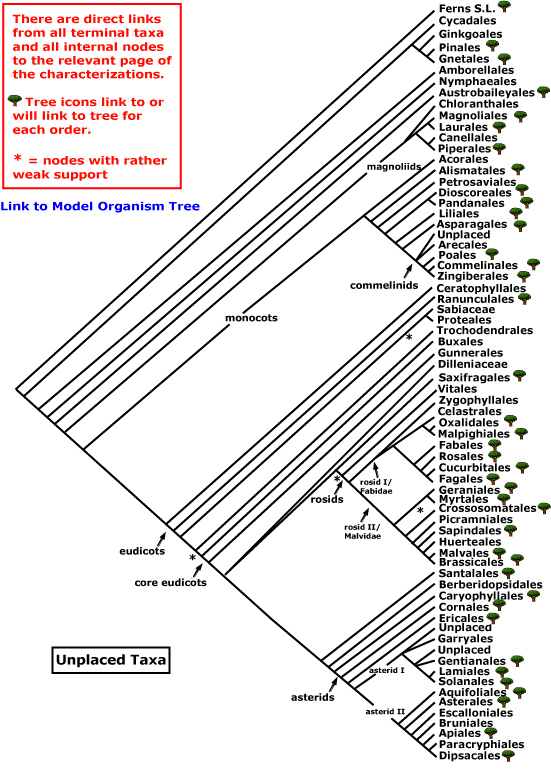 There are direct links
from all terminal taxa
and all internal nodes
to the relevant page of
the characterizations.
Tree icons link to or
will link to tree for
each order.
* = nodes with rather
weak support
Link to Model Organism Tree
Ferns S.L.
Cycadales
Ginkgoales
Pinales
Gnetales
Amborellales
Nymphaeales
Austrobaileyales
Chloranthales
Magnoliales
Laurales
Canellales
Piperales
magnoliids
Acorales
Alismatales
Petrosaviales
Dioscoreales
Pandanales
Liliales
Asparagales
Unplaced
Arecales
Poales
Commelinales
Zingiberales
commelinids
monocots
Ceratophyllales
Ranunculales
Sabiaceae
Proteales
Trochodendrales
*
Buxales
Gunnerales
Dilleniaceae
Saxifragales
Vitales
Zygophyllales
Celastrales
Oxalidales
Malpighiales
Fabales
Rosales
Cucurbitales
Fagales
*
rosid I/
Fabidae
rosids
Geraniales
Myrtales
Crossosomatales
*
Picramniales
Sapindales
Huerteales
Malvales
Brassicales
rosid II/
Malvidae
eudicots
*
core eudicots
Santalales
Berberidopsidales
Caryophyllales
Cornales
Ericales
Unplaced
Garryales
Unplaced
Gentianales
Lamiales
Solanales
asterid I
asterids
Aquifoliales
Asterales
Escalloniales
Bruniales
Apiales
Paracryphiales
Dipsacales
asterid II
Unplaced Taxa